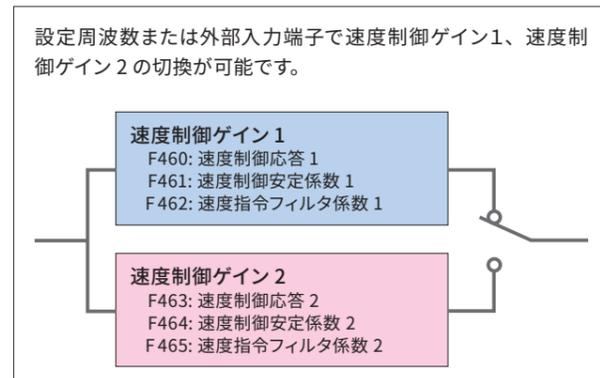 設定周波数または外部入力端子で速度制御ゲイン1、速度制
御ゲイン2の切換が可能です。
速度制御ゲイン1
F460: 速度制御応答1
F461: 速度制御安定係数1
F462: 速度指令フィルタ係数1
速度制御ゲイン2
F463: 速度制御応答2
F464: 速度制御安定係数2
F465: 速度指令フィルタ係数2